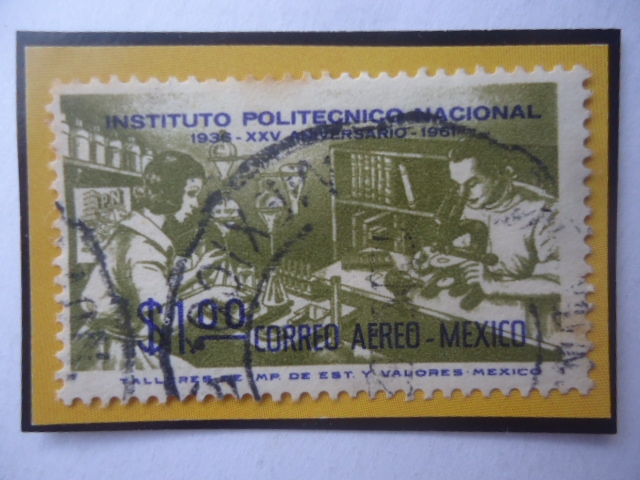 INSTITUTO POLITECNICO NACIONAL
1936 - XXV ANIVERSARIO - 1961
IPN
$1.00 CORREO AEREO - MEXICO
TALLERES DE IMP. DE EST. Y VALORES - MEXICO